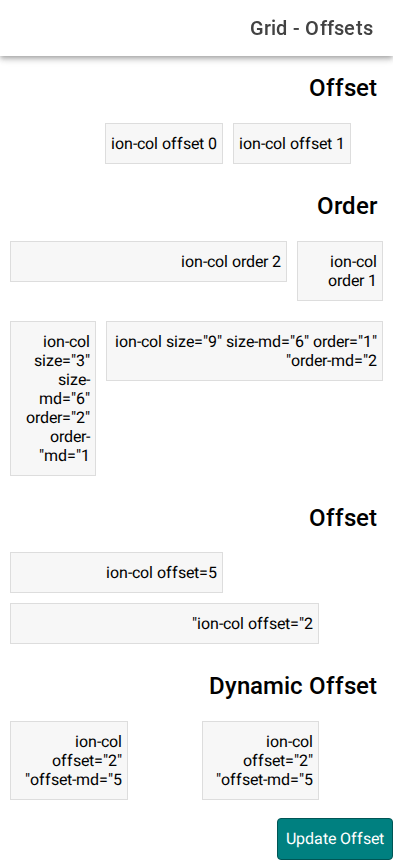 Grid - Offsets
Offset
ion-col offset 0
ion-col offset 1
Order
ion-col order 2
ion-col
order 1
ion-col
size="3"
size-
md="6"
order="2"
order-
"md="1
ion-col size="9" size-md="6" order="1"
"order-md="2
Offset
ion-col offset=5
"ion-col offset="2
Dynamic Offset
ion-col
offset="2"
"offset-md="5
ion-col
offset="2"
"offset-md="5
Update Offset